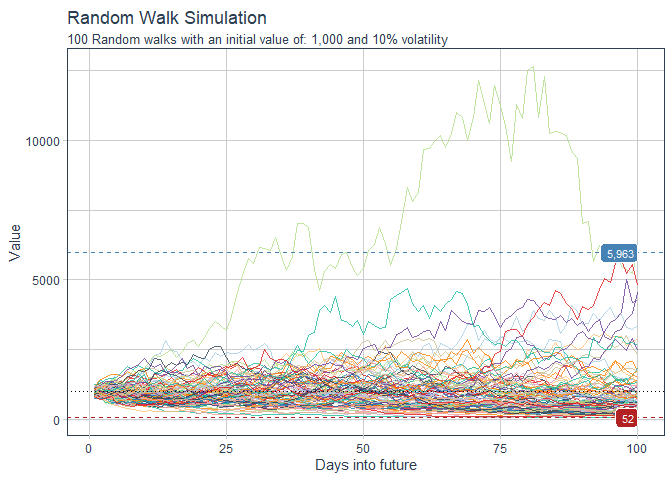 Random Walk Simulation
100 Random walks with an initial value of: 1,000 and 10% volatility
10000
5,963
Value
5000
52
0
0 25 50 75 100
Days into future